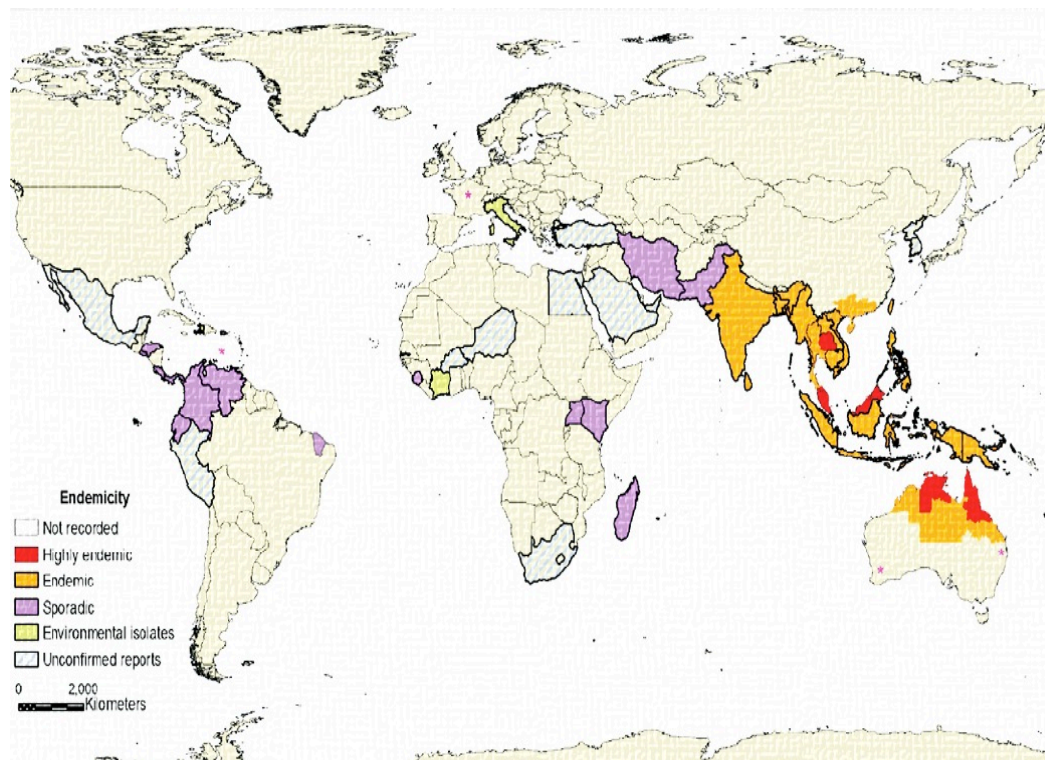 Endemicity
Not recorded
Highly endemic
Endemic
Sporadic
Environmental isolates
Unconfirmed reports
0 2,000
Kilometers